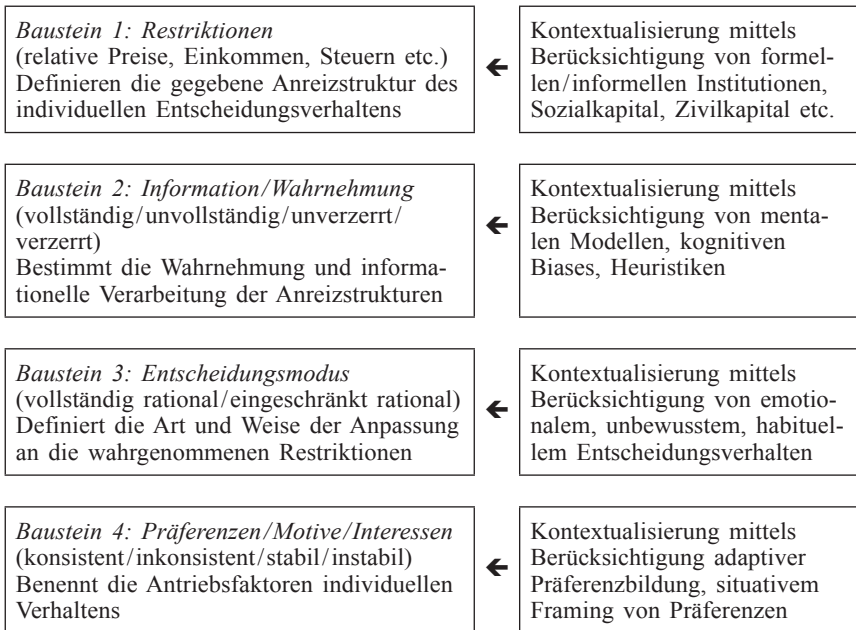 Baustein 1: Restriktionen
(relative Preise, Einkommen, Steuern etc.)
Definieren die gegebene Anreizstruktur des
individuellen Entscheidungsverhaltens
Kontextualisierung mittels
Berücksichtigung von formel-
len/informellen Institutionen,
Sozialkapital, Zivilkapital etc.
Baustein 2: Information/Wahrnehmung
(vollständig/unvollständig/unverzerrt/
verzerrt)
Bestimmt die Wahrnehmung und informa-
tionelle Verarbeitung der Anreizstrukturen
Kontextualisierung mittels
Berücksichtigung von menta-
len Modellen, kognitiven
Biases, Heuristiken
Baustein 3: Entscheidungsmodus
(vollständig rational/eingeschränkt rational)
Definiert die Art und Weise der Anpassung
an die wahrgenommenen Restriktionen
Kontextualisierung mittels
Berücksichtigung von emotio-
nalem, unbewusstem, habituel-
lem Entscheidungsverhalten
Baustein 4: Präferenzen/Motive/Interessen
(konsistent/inkonsistent/stabil/instabil)
Benennt die Antriebsfaktoren individuellen
Verhaltens
Kontextualisierung mittels
Berücksichtigung adaptiver
Präferenzbildung, situativem
Framing von Präferenzen